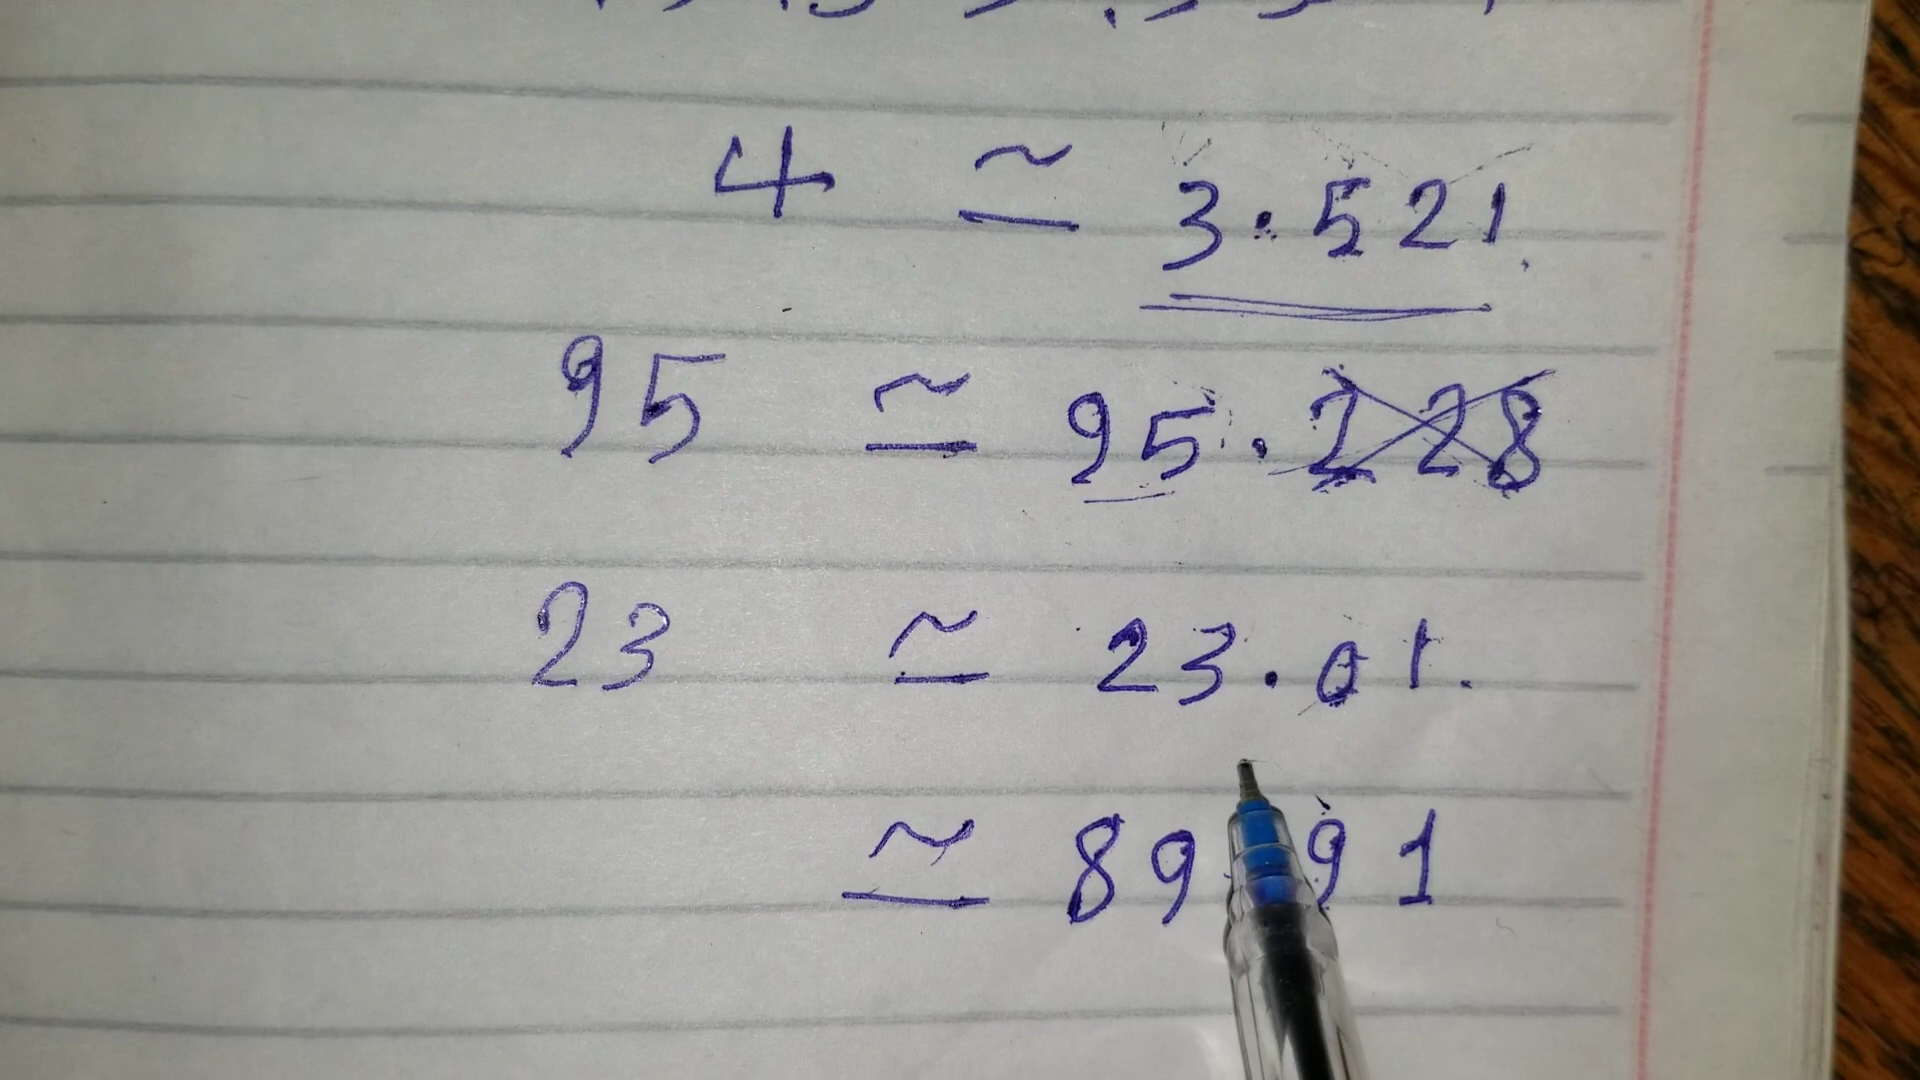 4 ≃ 3.521
95 ≃ 95.228
23 ≃ 23.01
≃ 89 91